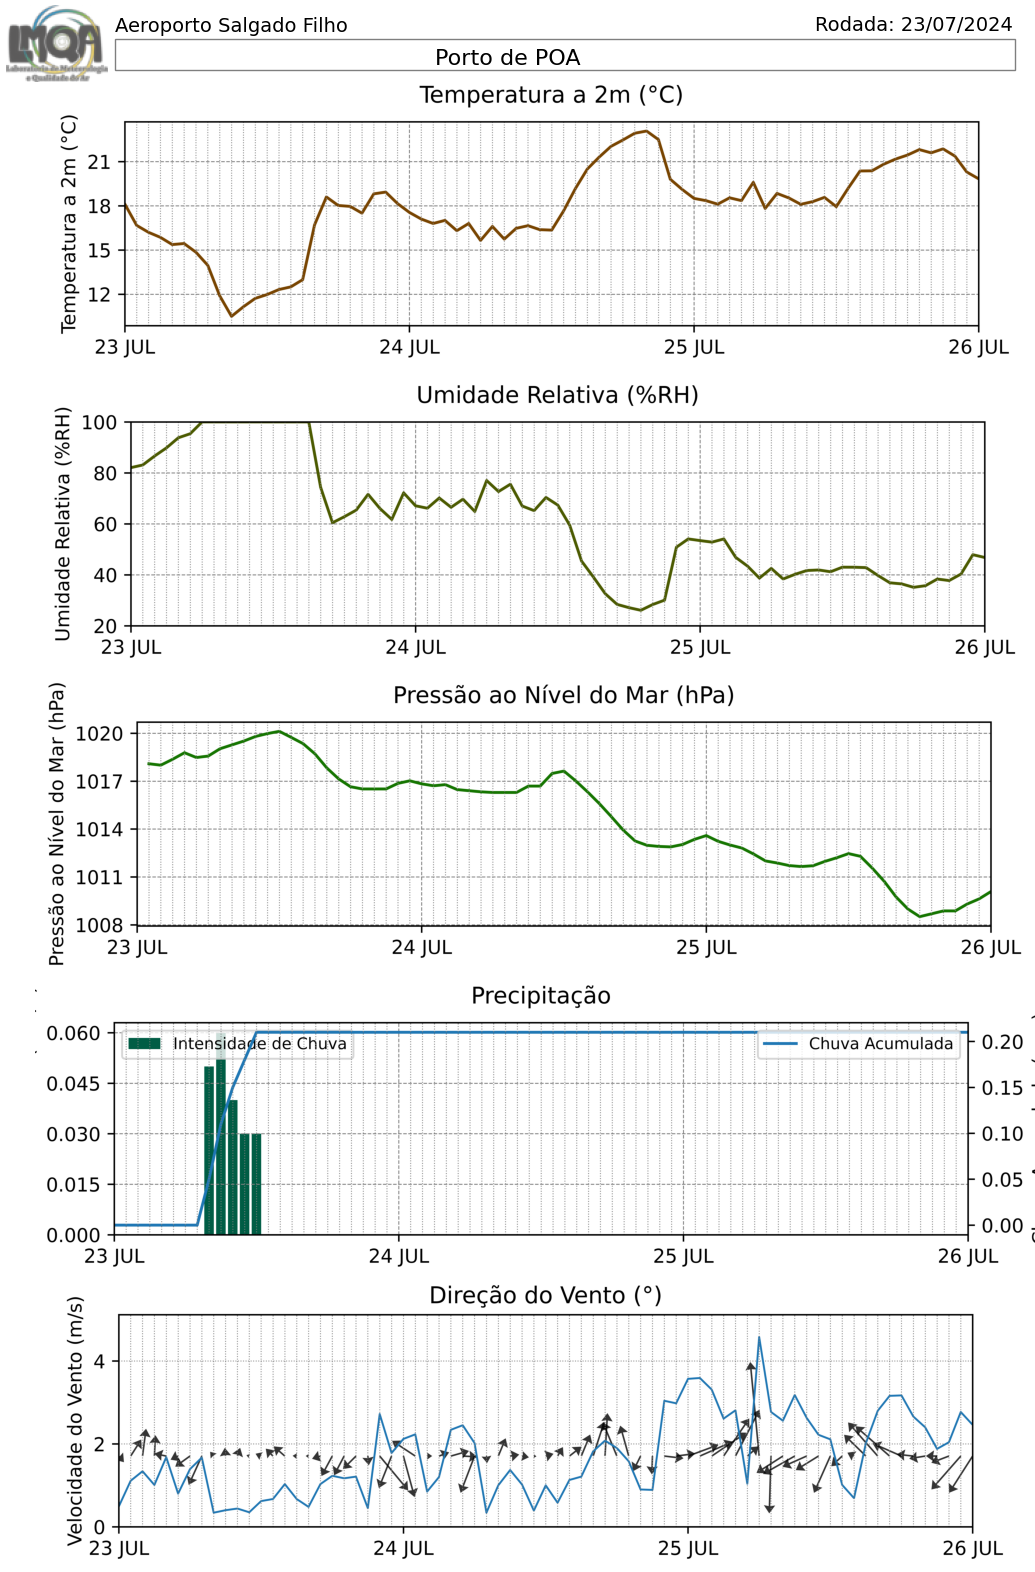 LMQA
Laboratório de Meteorologia
e Qualidade do Ar
Aeroporto Salgado Filho
Rodada: 23/07/2024
Porto de POA
Temperatura a 2m (°C)
Temperatura a 2m (°C)
21
18
15
12
23 JUL
24 JUL
25 JUL
26 JUL
Umidade Relativa (%RH)
Umidade Relativa (%RH)
100
80
60
40
20
23 JUL
24 JUL
25 JUL
26 JUL
Pressão ao Nível do Mar (hPa)
Pressão ao Nível do Mar (hPa)
1020
1017
1014
1011
1008
23 JUL
24 JUL
25 JUL
26 JUL
Precipitação
0.060
0.045
0.030
0.015
0.000
Intensidade de Chuva
Chuva Acumulada
0.20
0.15
0.10
0.05
0.00
23 JUL
24 JUL
25 JUL
26 JUL
Direção do Vento (°)
Velocidade do Vento (m/s)
4
2
0
23 JUL
24 JUL
25 JUL
26 JUL